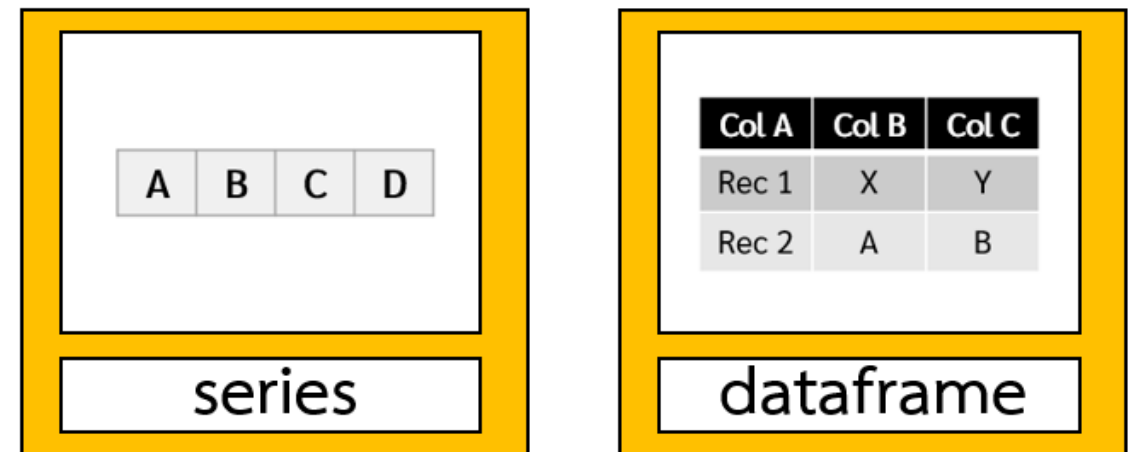 A B C D
series
Col A Col B Col C
Rec 1 X Y
Rec 2 A B
dataframe